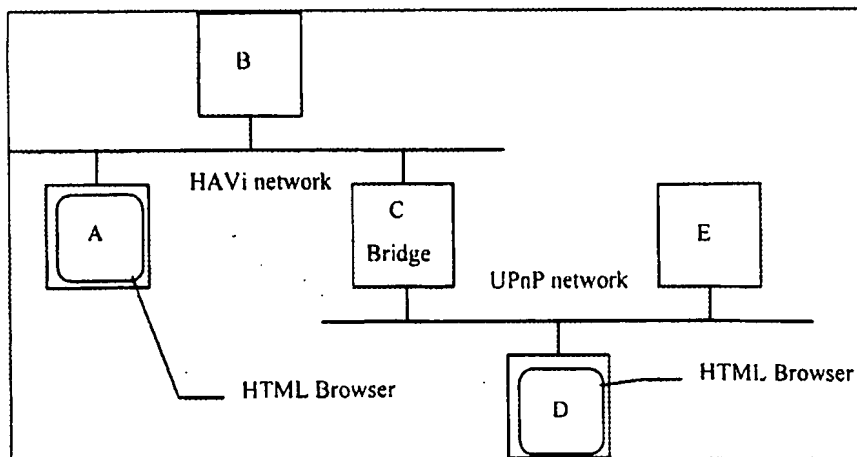 B
HAVi network
A
C
Bridge
E
UPnP network
HTML Browser
HTML Browser
D